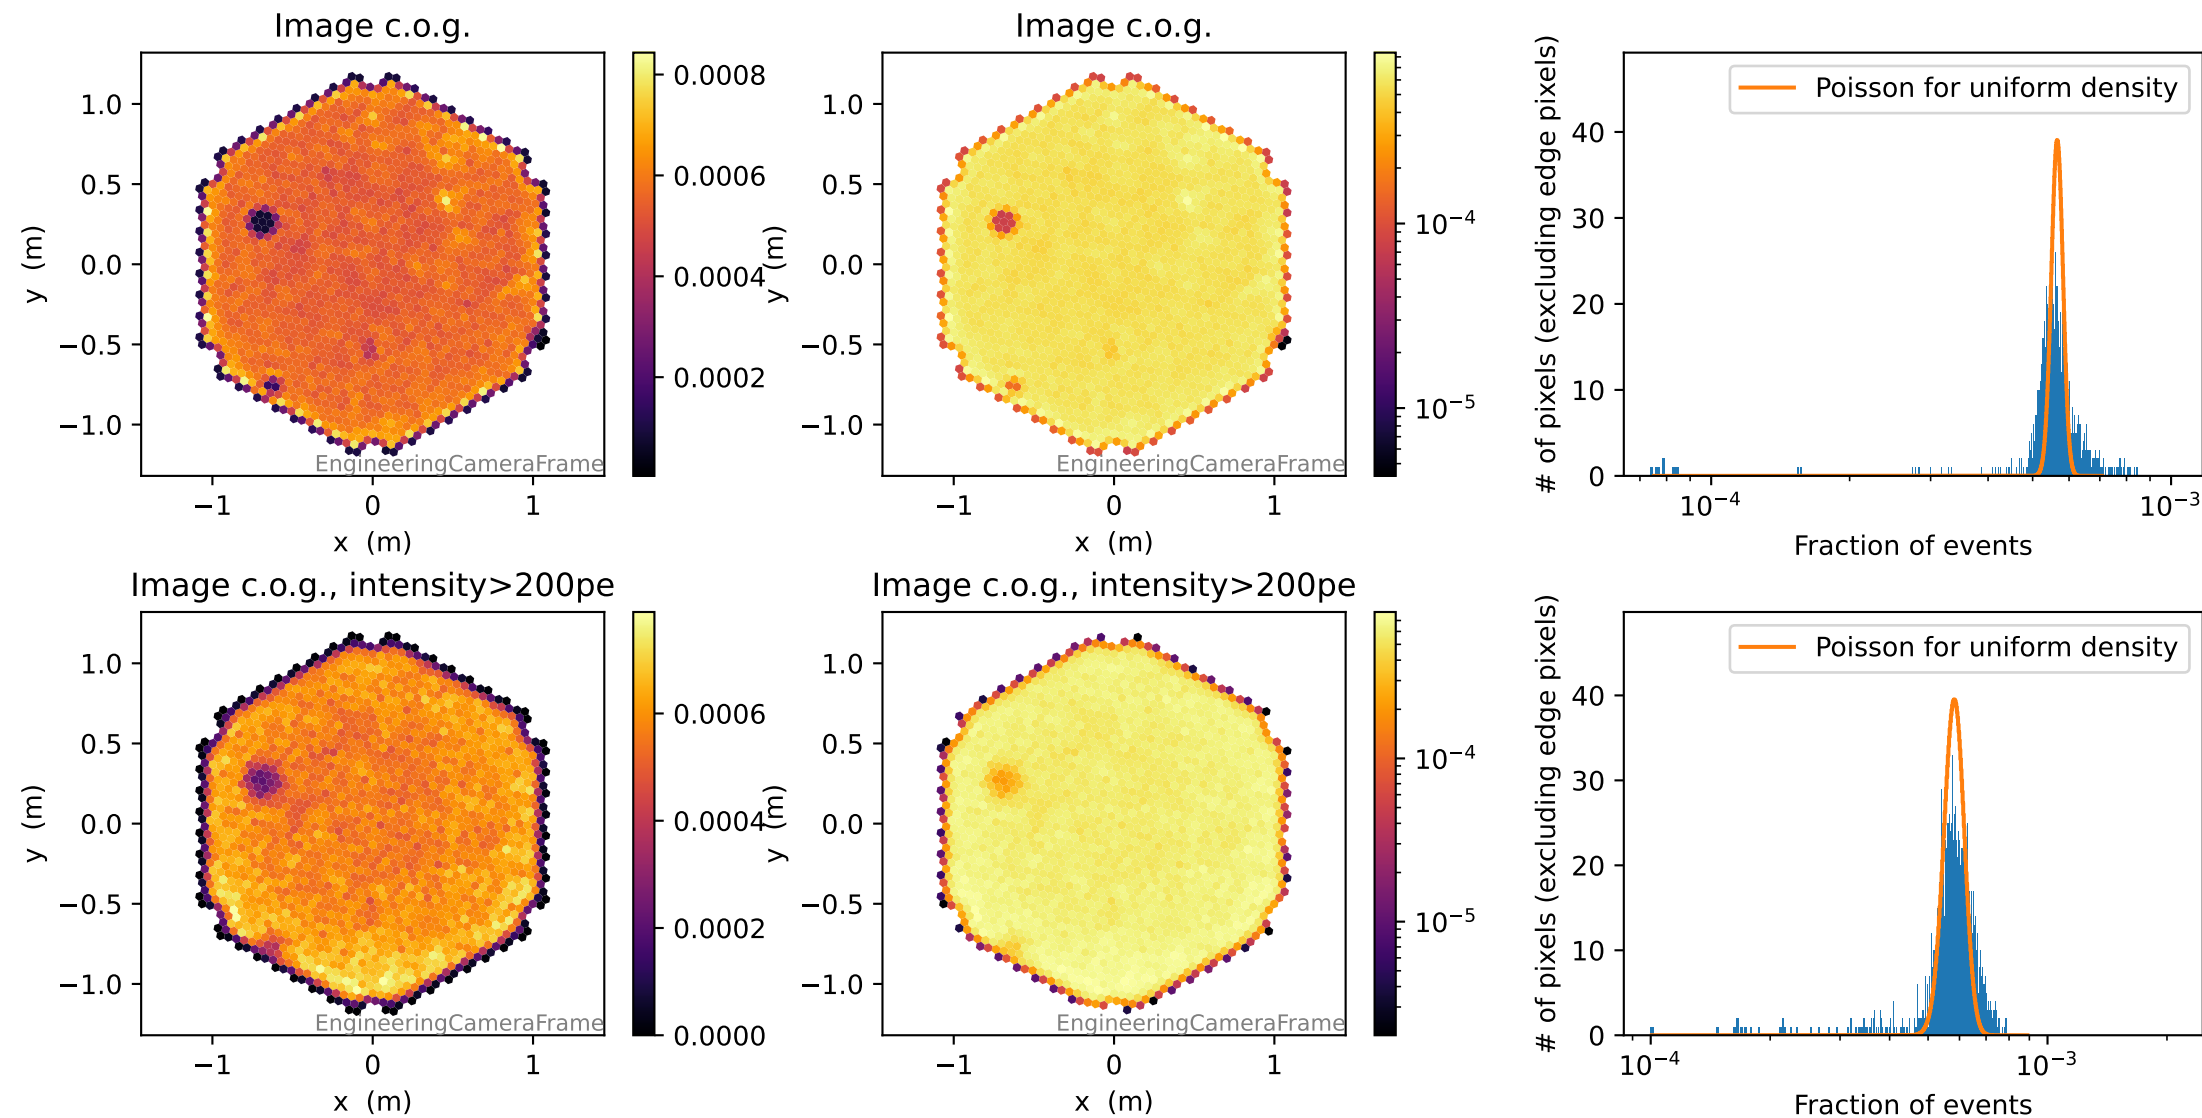 Image c.o.g.
1.0
0.5
0.0
−0.5
−1.0
y (m)
−1
0
1
x (m)
EngineeringCameraFrame
0.0008
0.0006
0.0004
0.0002
Image c.o.g.
1.0
0.5
0.0
−0.5
−1.0
y (m)
−1
0
1
x (m)
EngineeringCameraFrame
10−4
10−5
# of pixels (excluding edge pixels)
40
30
20
10
0
Poisson for uniform density
10−4
10−3
Fraction of events
Image c.o.g., intensity>200pe
1.0
0.5
0.0
−0.5
−1.0
y (m)
−1
0
1
x (m)
EngineeringCameraFrame
0.0006
0.0004
0.0002
0.0000
Image c.o.g., intensity>200pe
1.0
0.5
0.0
−0.5
−1.0
y (m)
−1
0
1
x (m)
EngineeringCameraFrame
10−4
10−5
# of pixels (excluding edge pixels)
40
30
20
10
0
Poisson for uniform density
10−4
10−3
Fraction of events